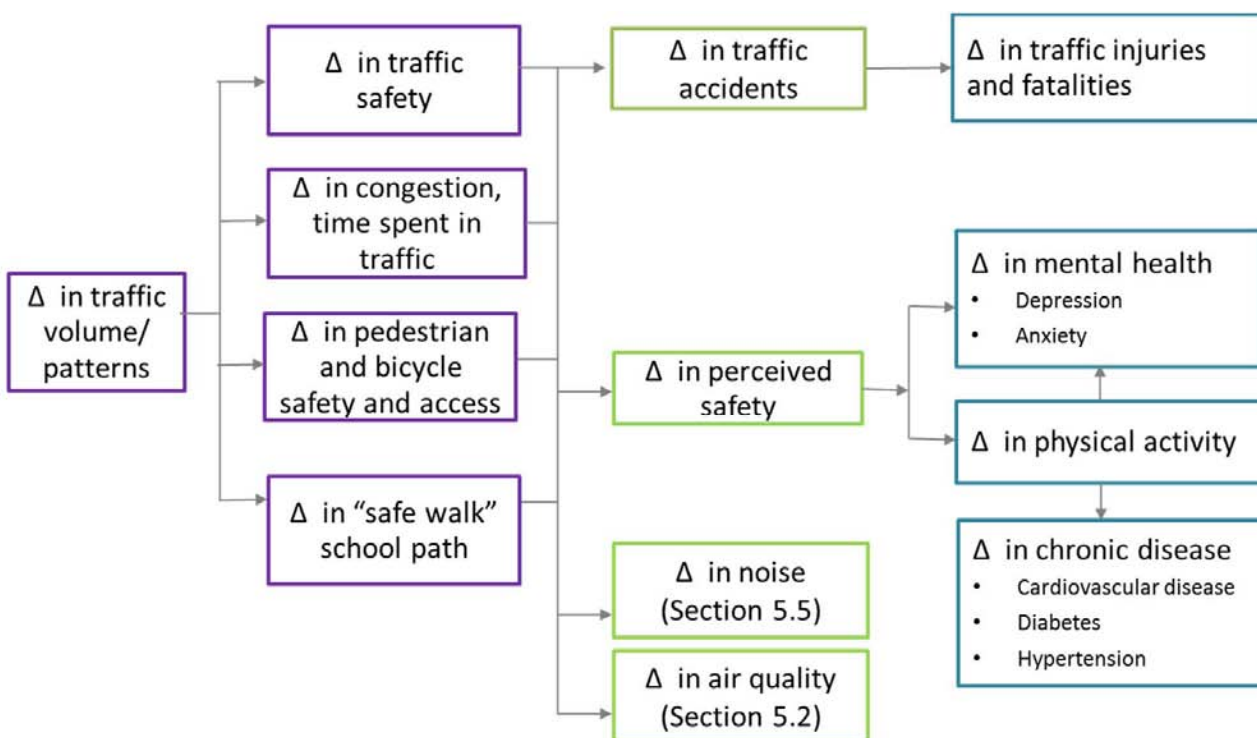 Δ in traffic
volume/
patterns
Δ in traffic
safety
Δ in congestion,
time spent in
traffic
Δ in pedestrian
and bicycle
safety and access
Δ in “safe walk”
school path
Δ in traffic
accidents
Δ in perceived
safety
Δ in noise
(Section 5.5)
Δ in air quality
(Section 5.2)
Δ in traffic injuries
and fatalities
Δ in mental health
• Depression
• Anxiety
Δ in physical activity
Δ in chronic disease
• Cardiovascular disease
• Diabetes
• Hypertension